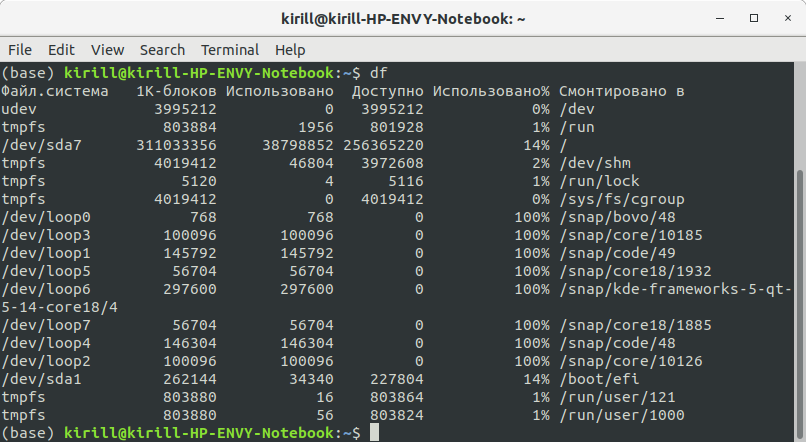 kirill@kirill-HP-ENVY-Notebook: ~
File Edit View Search Terminal Help
(base) kirill@kirill-HP-ENVY-Notebook:~$ df
Файл.система   1K-блоков Использовано  Доступно Использовано% Смонтировано в
udev             3995212            0   3995212            0% /dev
tmpfs             803884         1956    801928            1% /run
/dev/sda7      311033356     38798852 256365220           14% /
tmpfs            4019412        46804   3972608            2% /dev/shm
tmpfs               5120            4      5116            1% /run/lock
tmpfs            4019412            0   4019412            0% /sys/fs/cgroup
/dev/loop0           768          768         0          100% /snap/bovo/48
/dev/loop3        100096       100096         0          100% /snap/core/10185
/dev/loop1        145792       145792         0          100% /snap/code/49
/dev/loop5         56704        56704         0          100% /snap/core18/1932
/dev/loop6        297600       297600         0          100% /snap/kde-frameworks-5-qt-
5-14-core18/4
/dev/loop7         56704        56704         0          100% /snap/core18/1885
/dev/loop4        146304       146304         0          100% /snap/code/48
/dev/loop2        100096       100096         0          100% /snap/core/10126
/dev/sda1         262144        34340    227804           14% /boot/efi
tmpfs             803880           16    803864            1% /run/user/121
tmpfs             803880           56    803824            1% /run/user/1000
(base) kirill@kirill-HP-ENVY-Notebook:~$